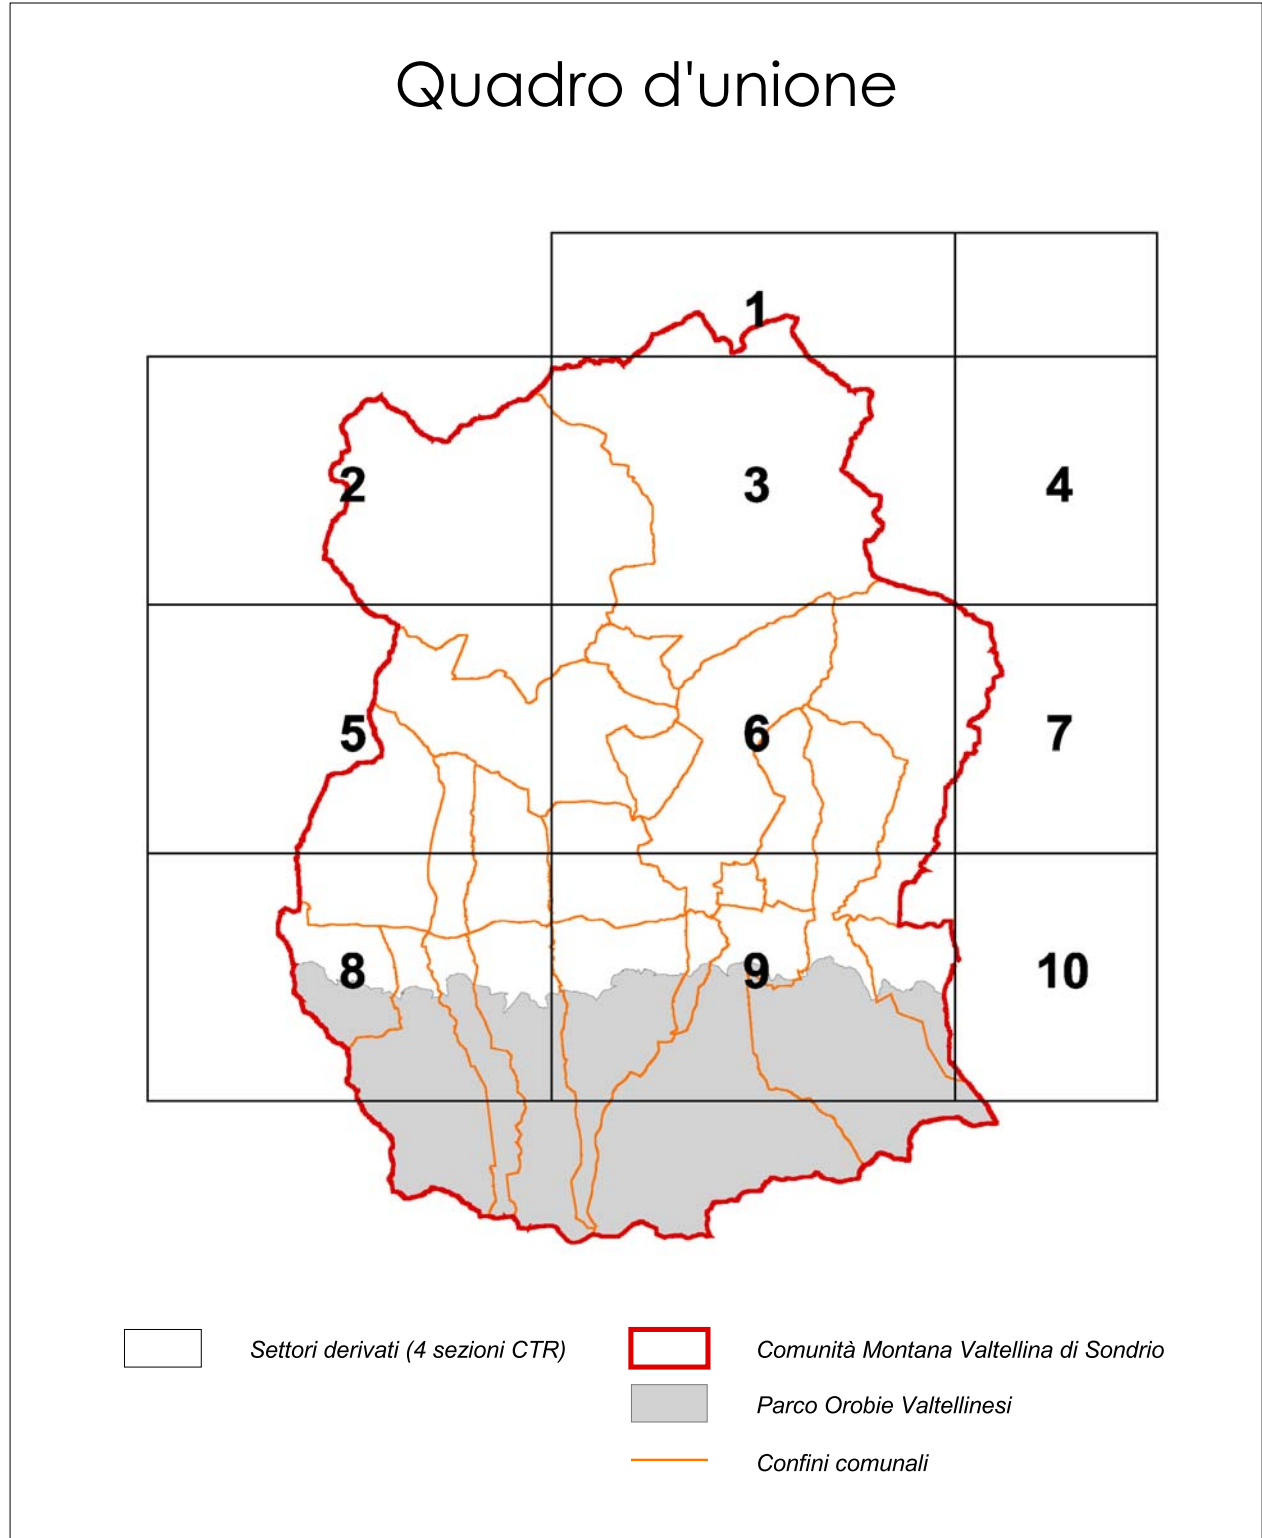 Quadro d'unione
1
2
3
4
5
6
7
8
9
10
Settori derivati (4 sezioni CTR)
Comunità Montana Valtellina di Sondrio
Parco Orobie Valtellinesi
Confini comunali